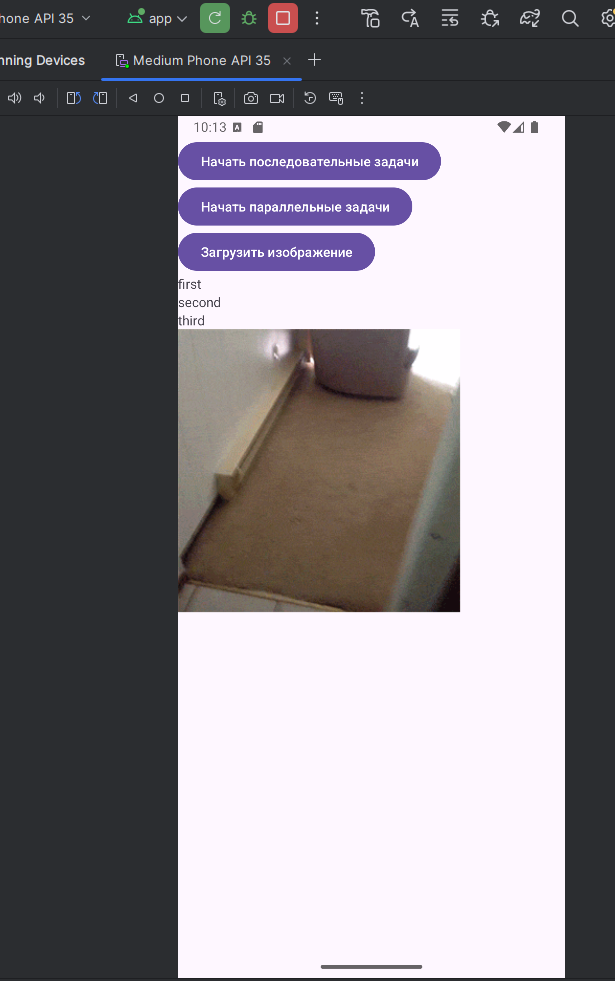 hone API 35 app
nning Devices Medium Phone API 35
10:13
Начать последовательные задачи
Начать параллельные задачи
Загрузить изображение
first
second
third